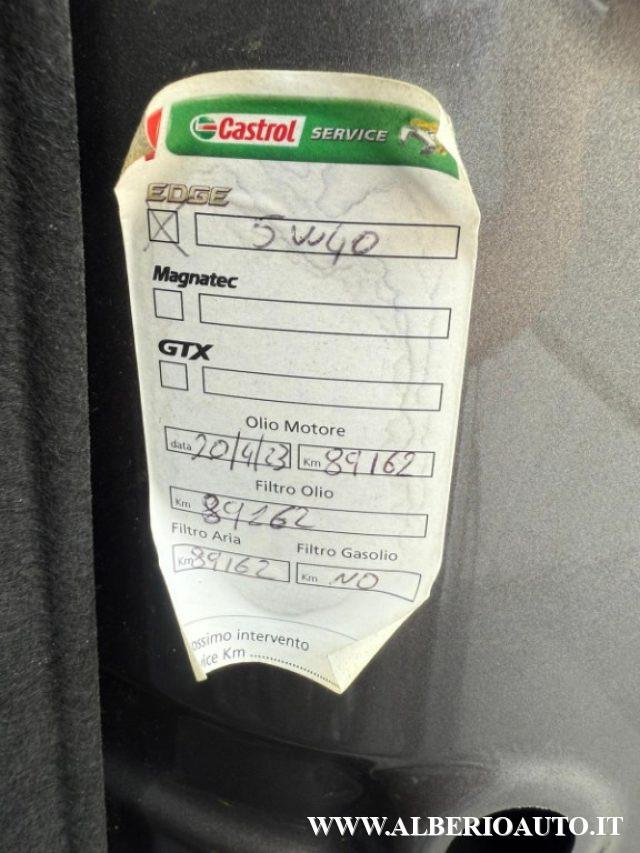 Castrol SERVICE
EDGE
X 5W40
Magnatec
GTX
Olio Motore
data 20/4/23 Km 89162
Filtro Olio
Km 89162
Filtro Aria Filtro Gasolio
Km 89162 Km NO
ossimo intervento
vice Km ..............
WWW.ALBERIOAUTO.IT